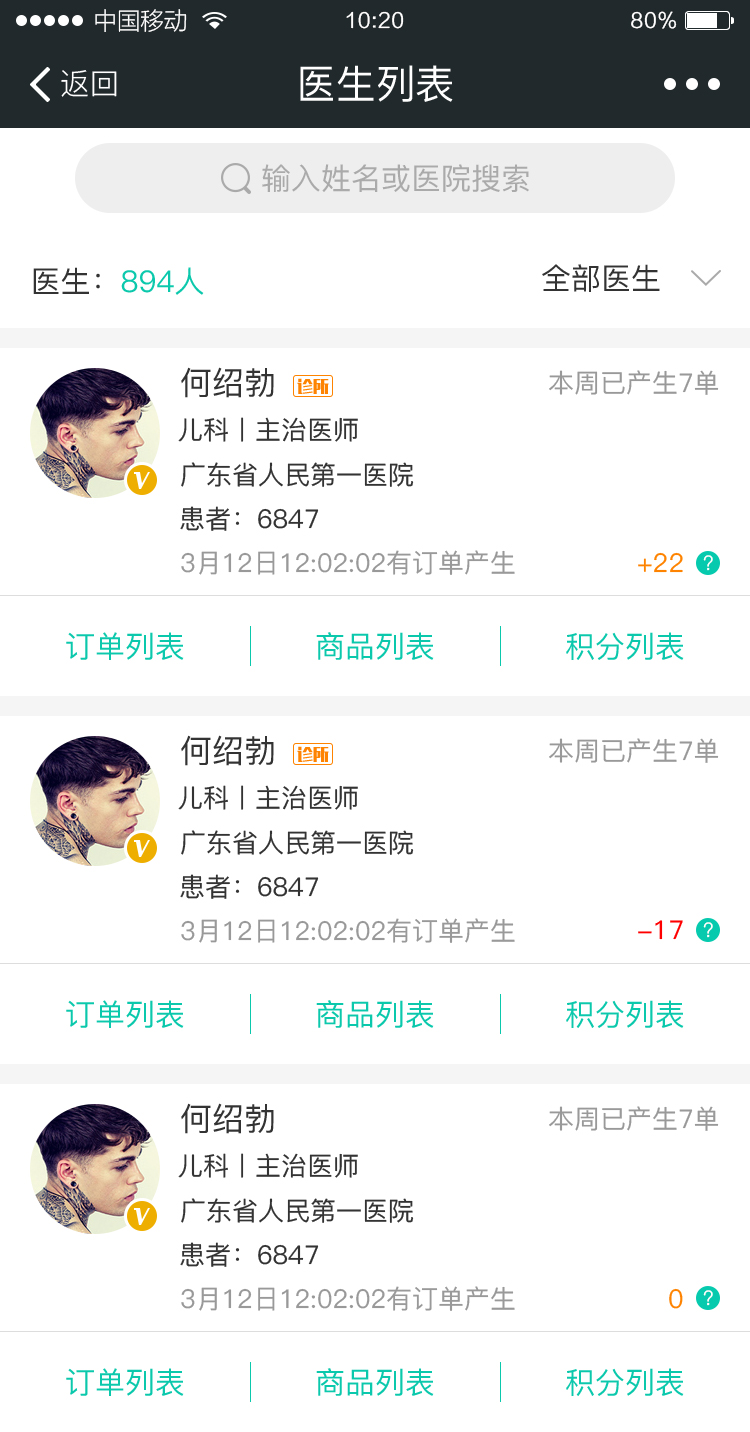 中国移动 10:20 80%
返回 医生列表
输入姓名或医院搜索
医生：894人 全部医生
何绍勃 诊所 本周已产生7单
儿科丨主治医师
广东省人民第一医院
V
患者：6847
3月12日12:02:02有订单产生 +22 ?
订单列表 商品列表 积分列表
何绍勃 诊所 本周已产生7单
儿科丨主治医师
广东省人民第一医院
V
患者：6847
3月12日12:02:02有订单产生 -17 ?
订单列表 商品列表 积分列表
何绍勃 本周已产生7单
儿科丨主治医师
广东省人民第一医院
V
患者：6847
3月12日12:02:02有订单产生 0 ?
订单列表 商品列表 积分列表